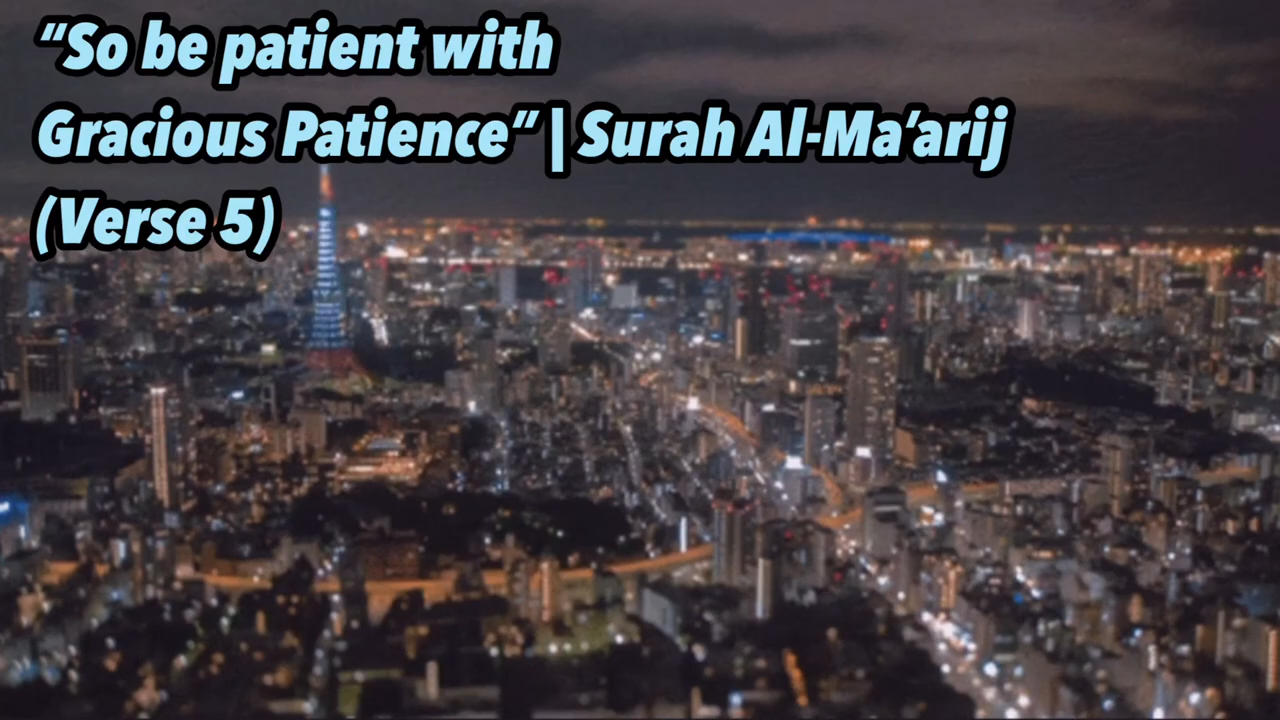 “So be patient with
Gracious Patience” | Surah Al-Ma’arij
(Verse 5)